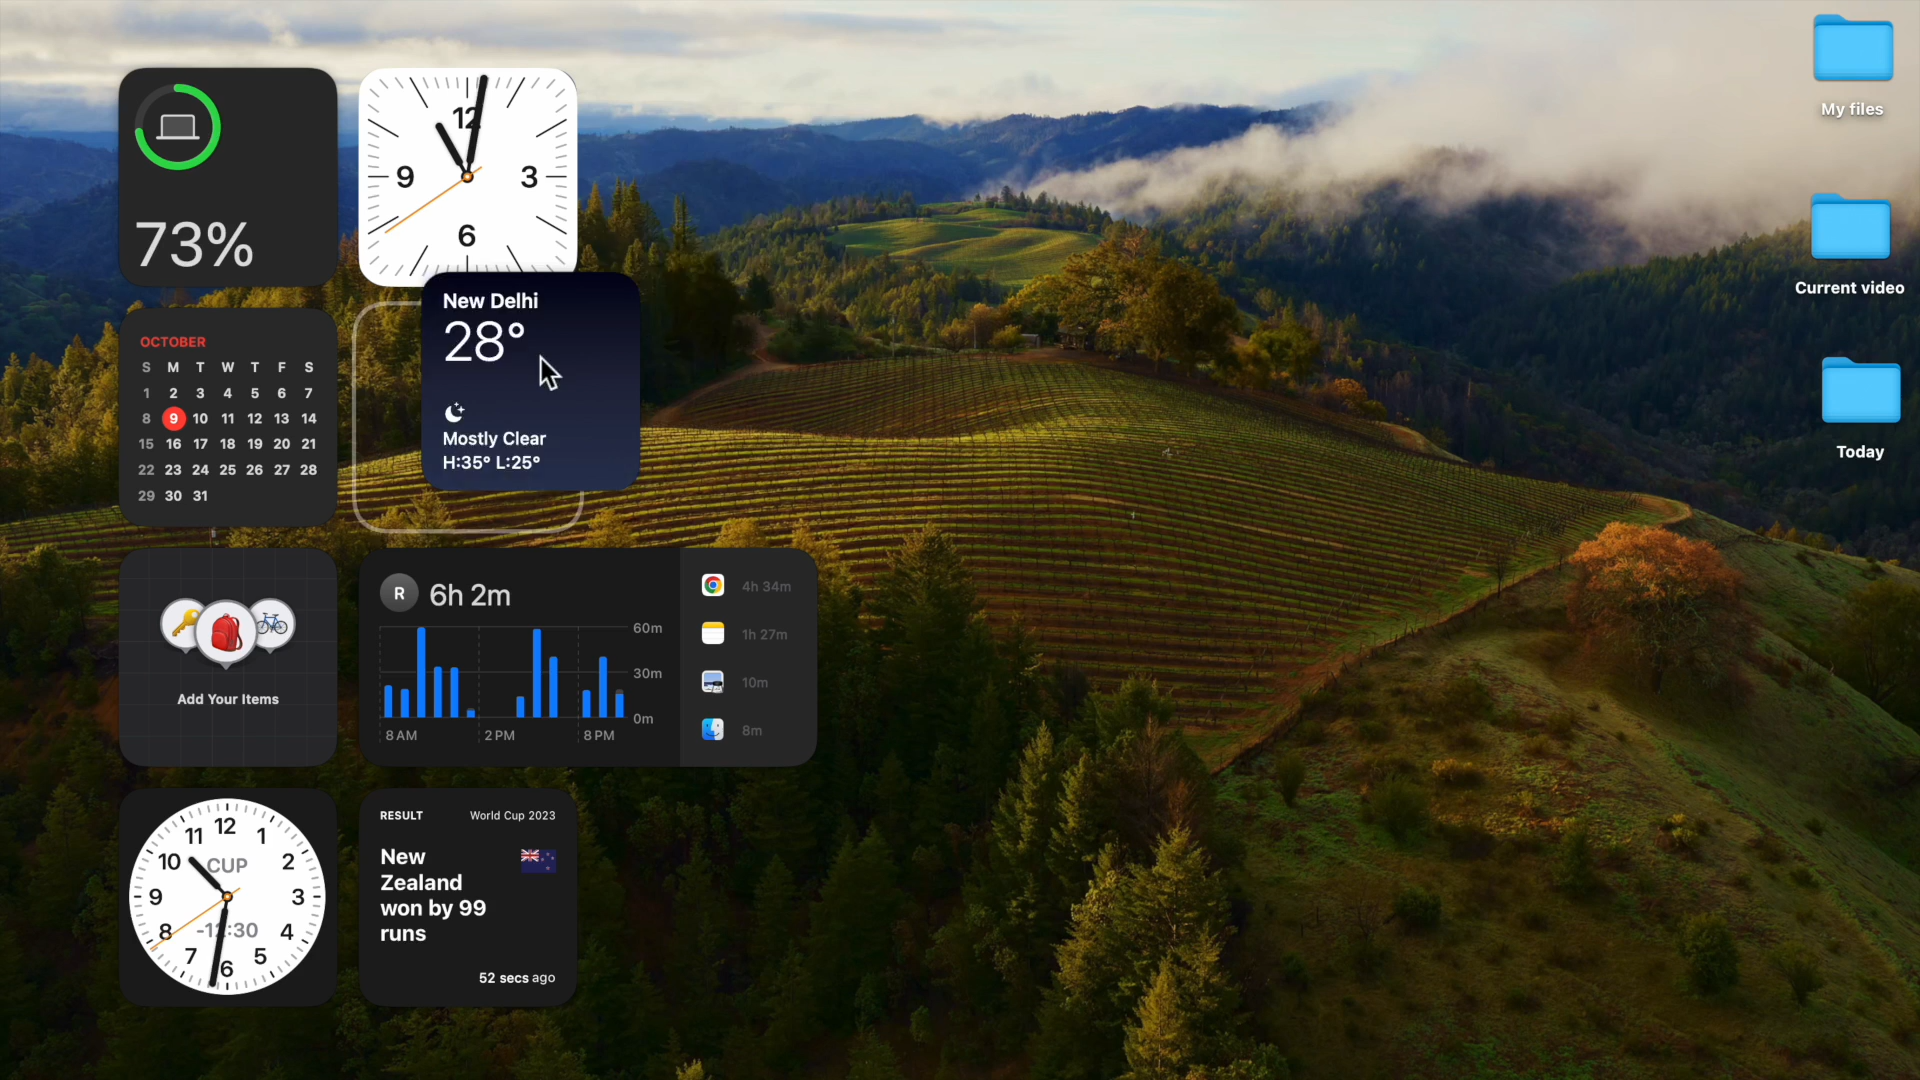 73%
12
9
3
6
New Delhi
28°
Mostly Clear
H:35° L:25°
OCTOBER
S M T W T F S
1 2 3 4 5 6 7
8 9 10 11 12 13 14
15 16 17 18 19 20 21
22 23 24 25 26 27 28
29 30 31
Add Your Items
R 6h 2m
60m
30m
0m
8 AM 2 PM 8 PM
4h 34m
1h 27m
10m
8m
12
11 1
10 CUP 2
9 3
8 -12:30 4
7 5
6
RESULT World Cup 2023
New
Zealand
won by 99
runs
52 secs ago
My files
Current video
Today